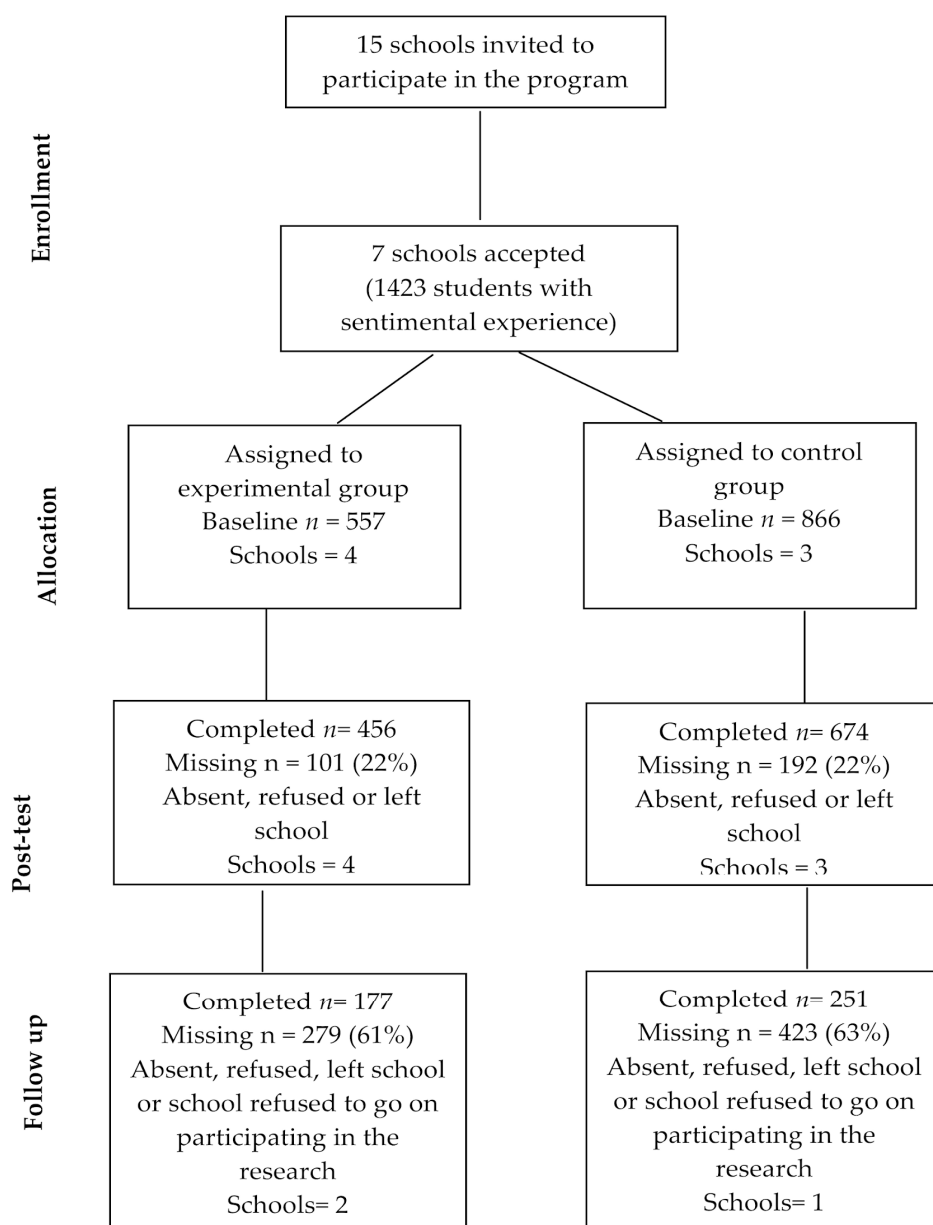 15 schools invited to
participate in the program
Enrollment
7 schools accepted
(1423 students with
sentimental experience)
Allocation
Assigned to
experimental group
Baseline n = 557
Schools = 4
Assigned to control
group
Baseline n = 866
Schools = 3
Post-test
Completed n= 456
Missing n = 101 (22%)
Absent, refused or left
school
Schools = 4
Completed n= 674
Missing n = 192 (22%)
Absent, refused or left
school
Schools = 3
Follow up
Completed n= 177
Missing n = 279 (61%)
Absent, refused, left school
or school refused to go on
participating in the
research
Schools= 2
Completed n= 251
Missing n = 423 (63%)
Absent, refused, left school
or school refused to go on
participating in the
research
Schools= 1